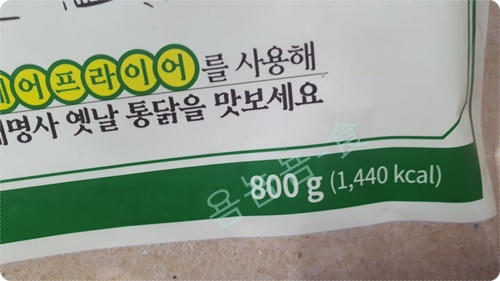 에어프라이어를 사용해
명사 옛날 통닭을 맛보세요
800 g (1,440 kcal)